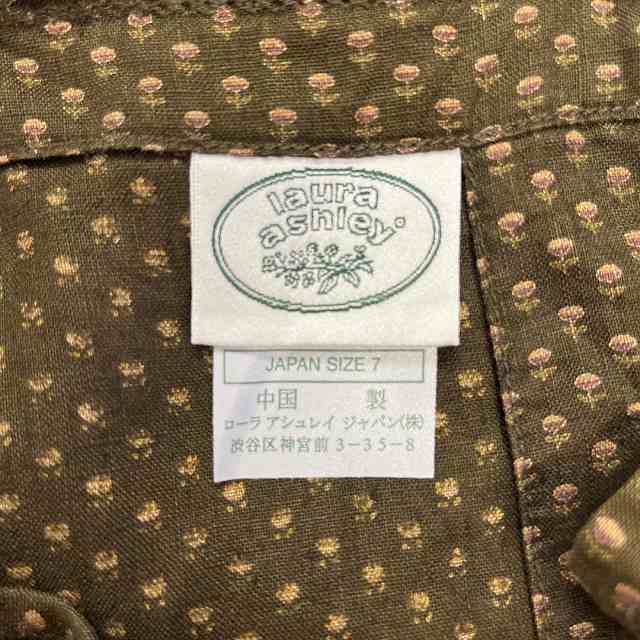 laura
ashley
JAPAN SIZE 7
中国 製
ローラ アシュレイ ジャパン(株)
渋谷区神宮前 3-35-8